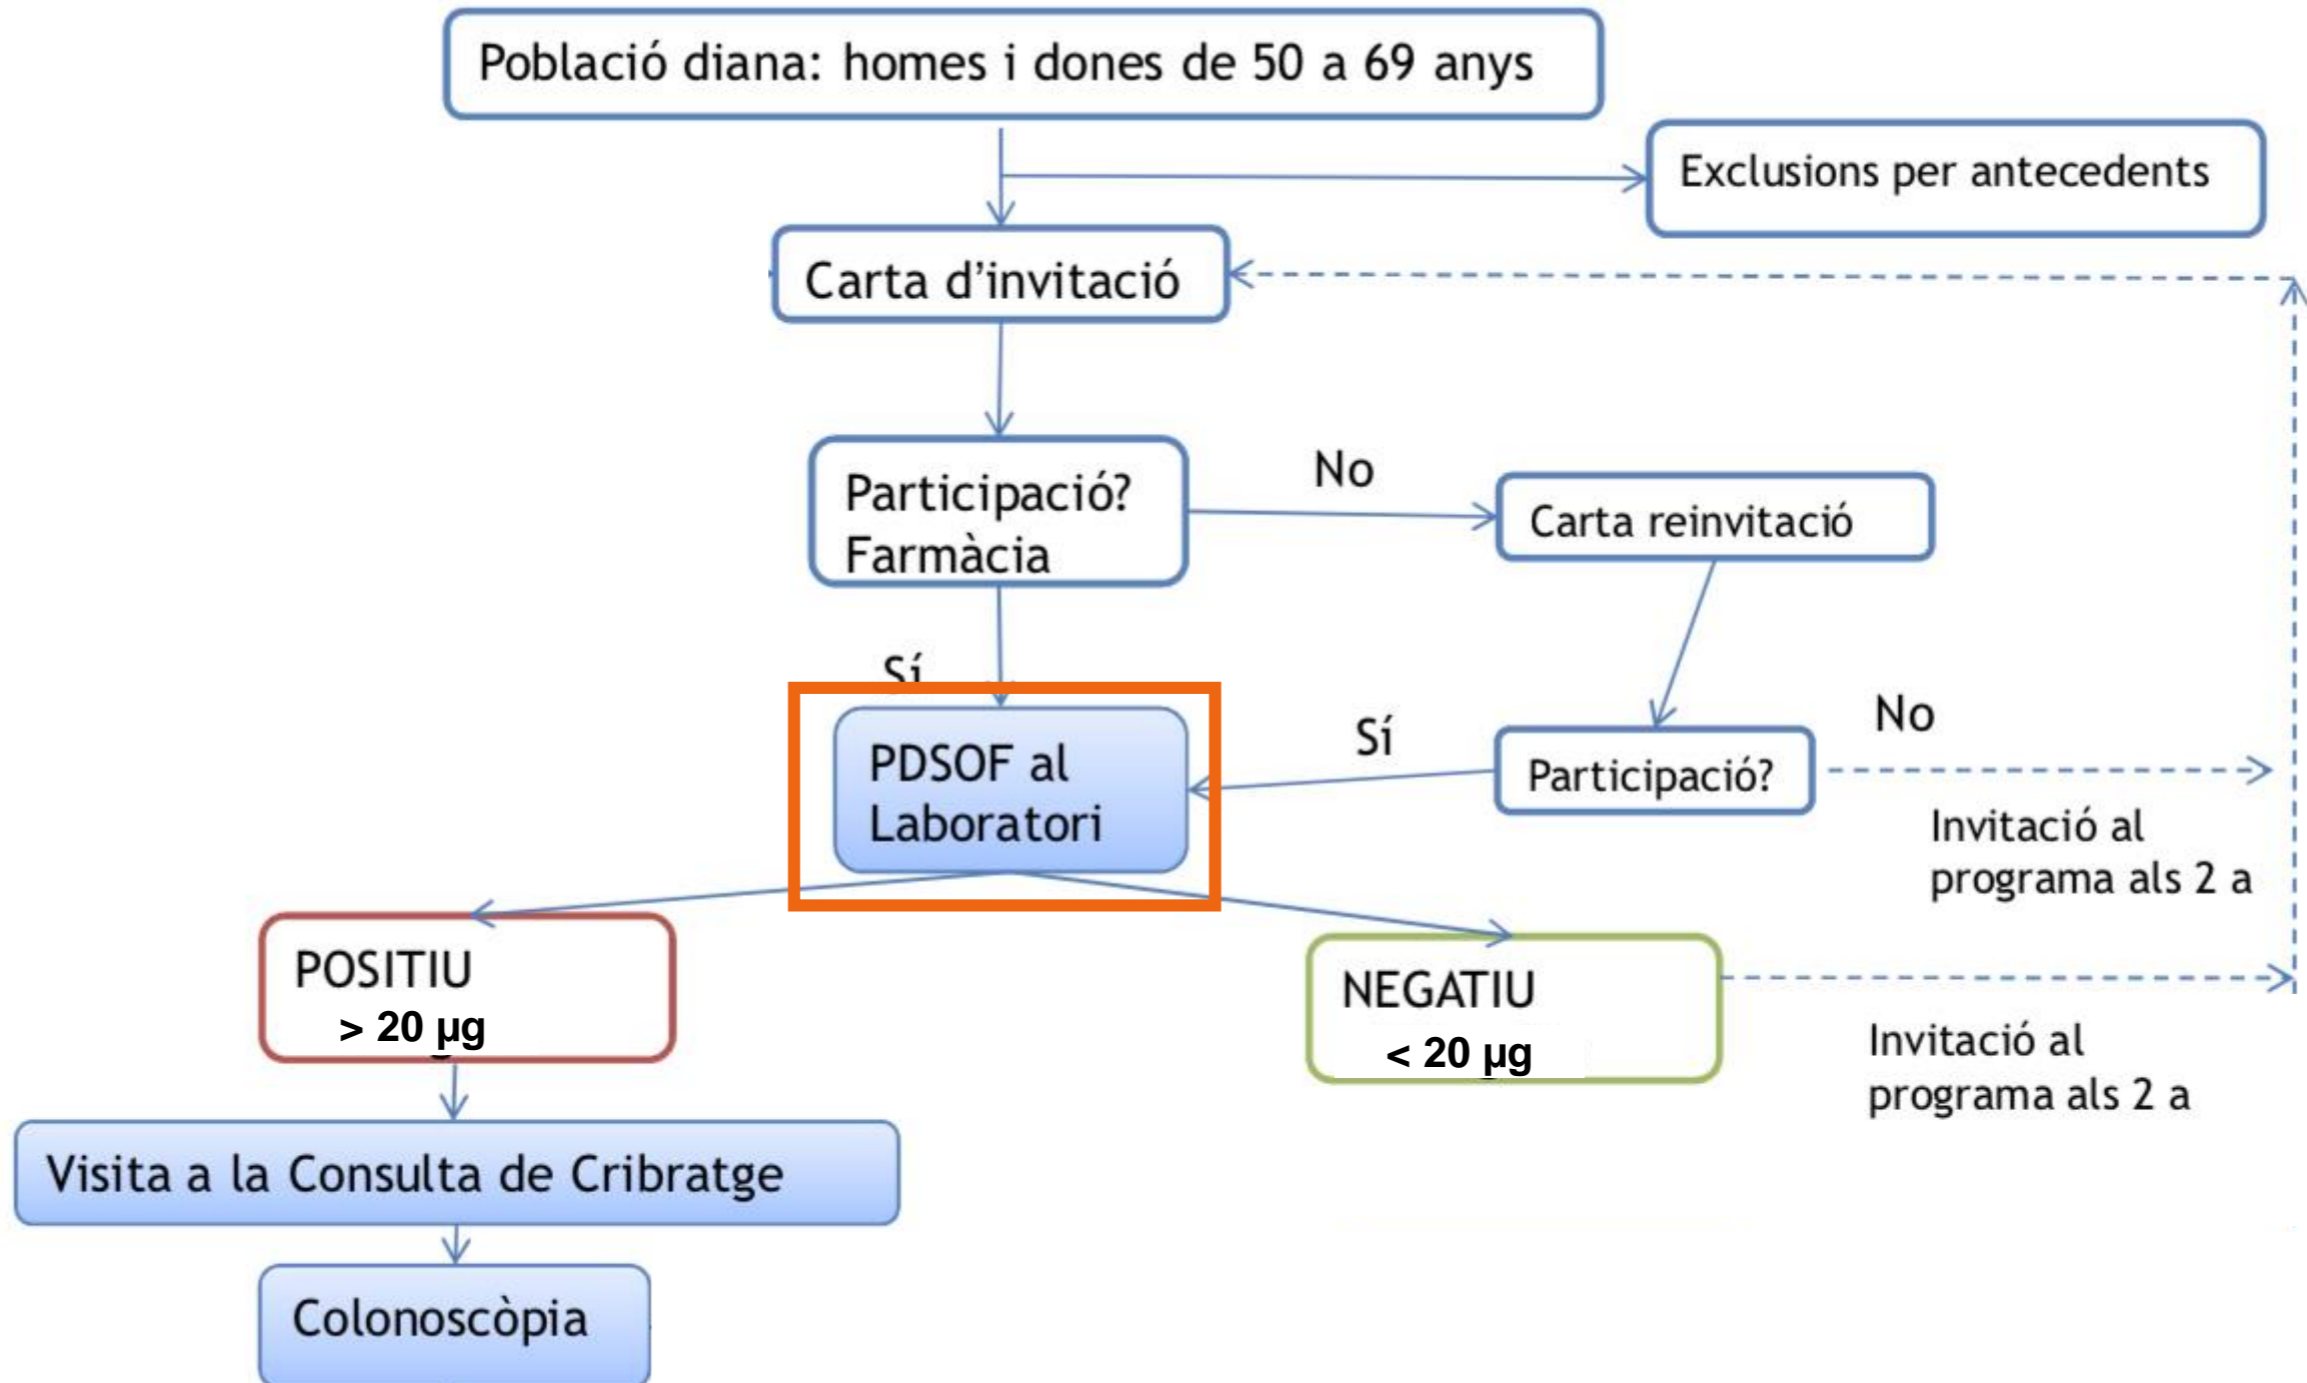 Població diana: homes i dones de 50 a 69 anys
Exclusions per antecedents
Carta d’invitació
Participació?
Farmàcia
No
Carta reinvitació
Sí
PDSOF al
Laboratori
Sí
Participació?
No
Invitació al
programa als 2 a
POSITIU
> 20 µg
NEGATIU
< 20 µg
Invitació al
programa als 2 a
Visita a la Consulta de Cribratge
Colonoscòpia